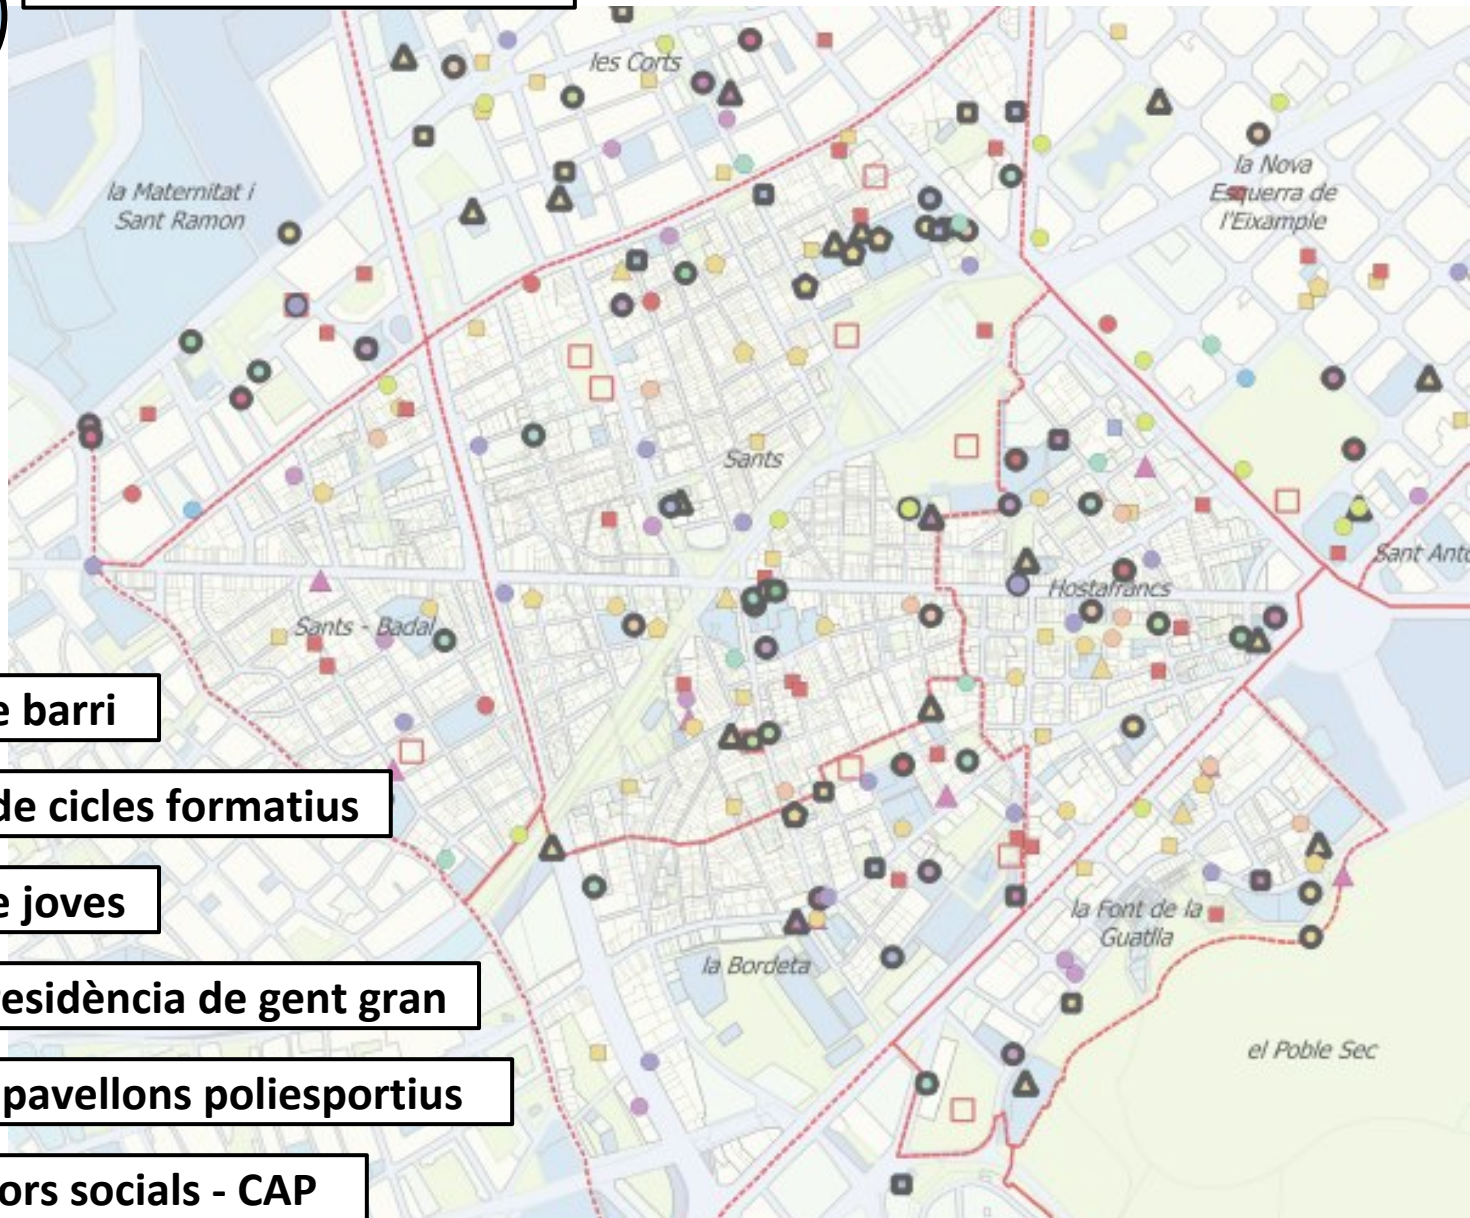 les Corts
la Maternitat i
Sant Ramon
la Nova
Esquerra de
l'Eixample
Sants
Sant Anto
Hostafrancs
Sants - Badal
e barri
de cicles formatius
e joves
la Font de la
Guatlla
la Bordeta
esidència de gent gran
el Poble Sec
pavellons poliesportius
ors socials - CAP